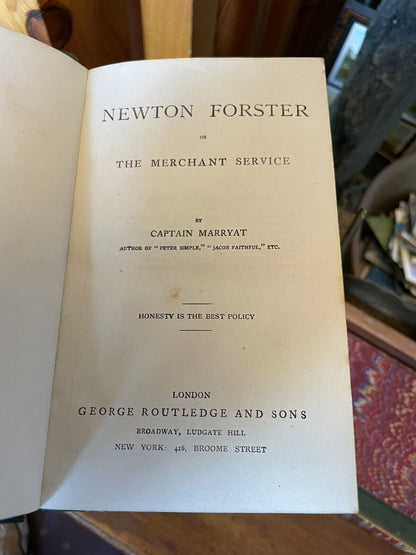 NEWTON FORSTER
OR
THE MERCHANT SERVICE
BY
CAPTAIN MARRYAT
AUTHOR OF "PETER SIMPLE," "JACOB FAITHFUL," ETC.
HONESTY IS THE BEST POLICY
LONDON
GEORGE ROUTLEDGE AND SONS
BROADWAY, LUDGATE HILL
NEW YORK: 416, BROOME STREET